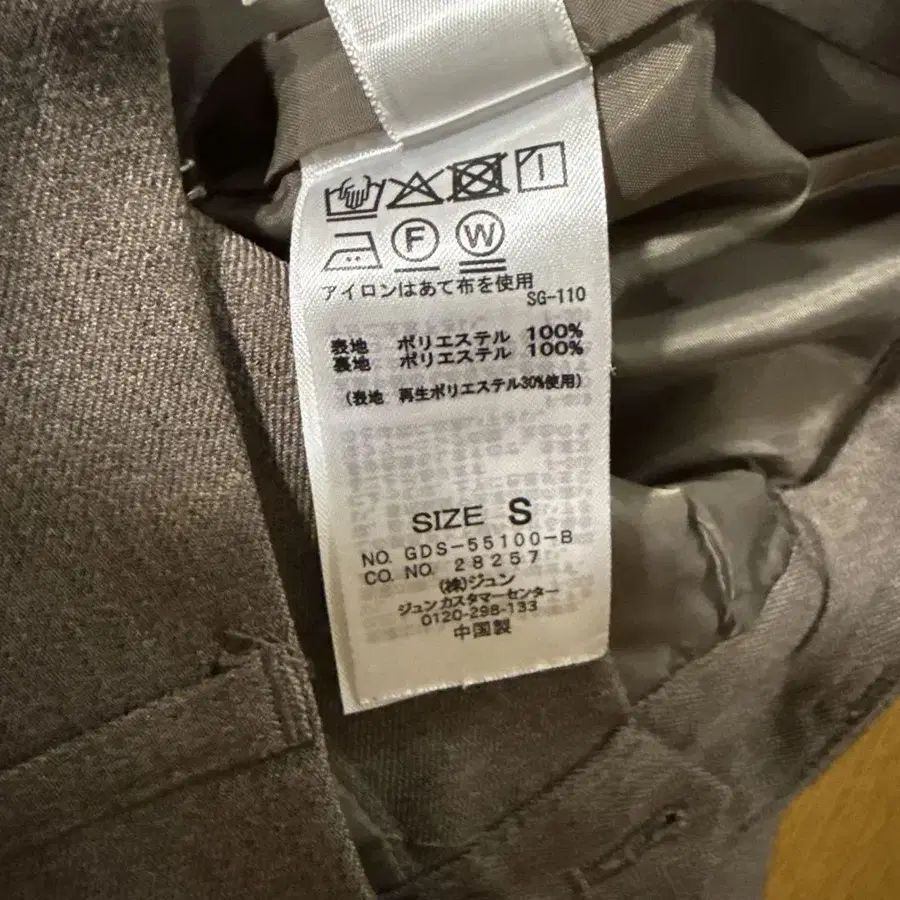 F W
アイロンはあて布を使用
SG-110
表地 ポリエステル 100%
裏地 ポリエステル 100%
(表地 再生ポリエステル30%使用)
SIZE S
NO. GDS-55100-B
CO. NO. 28257
(株)ジュン
ジュン カスタマーセンター
0120-298-133
中国製